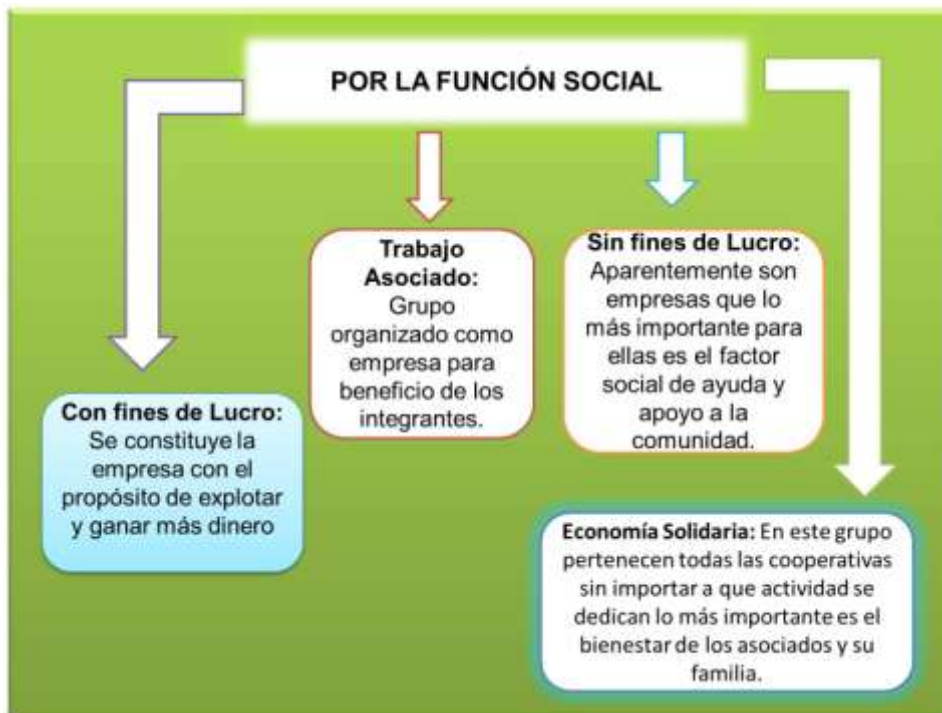 POR LA FUNCIÓN SOCIAL
Con fines de Lucro:
Se constituye la
empresa con el
propósito de explotar
y ganar más dinero
Trabajo
Asociado:
Grupo
organizado como
empresa para
beneficio de los
integrantes.
Sin fines de Lucro:
Aparentemente son
empresas que lo
más importante para
ellas es el factor
social de ayuda y
apoyo a la
comunidad.
Economía Solidaria: En este grupo
pertenecen todas las cooperativas
sin importar a que actividad se
dedican lo más importante es el
bienestar de los asociados y su
familia.